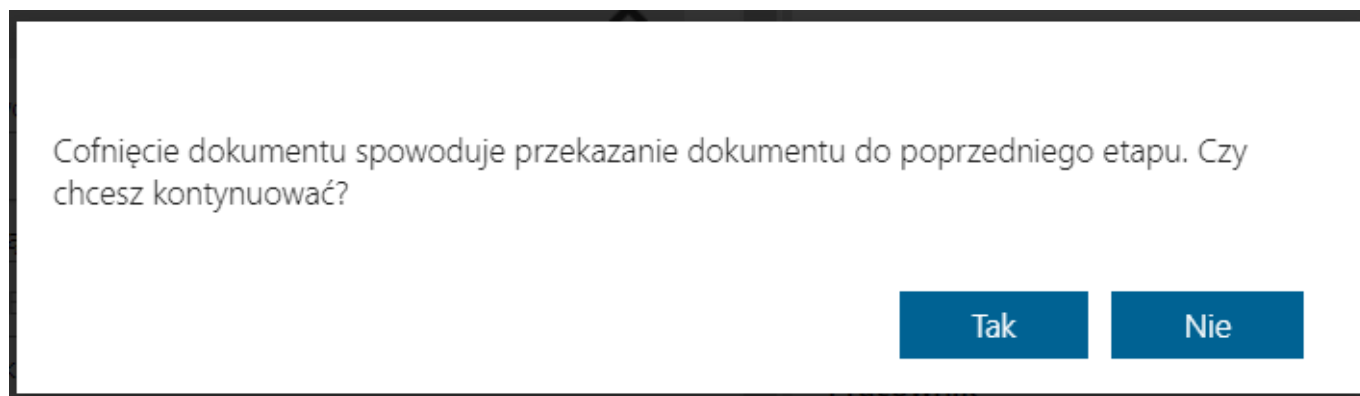 Cofnięcie dokumentu spowoduje przekazanie dokumentu do poprzedniego etapu. Czy
chcesz kontynuować?
Tak Nie